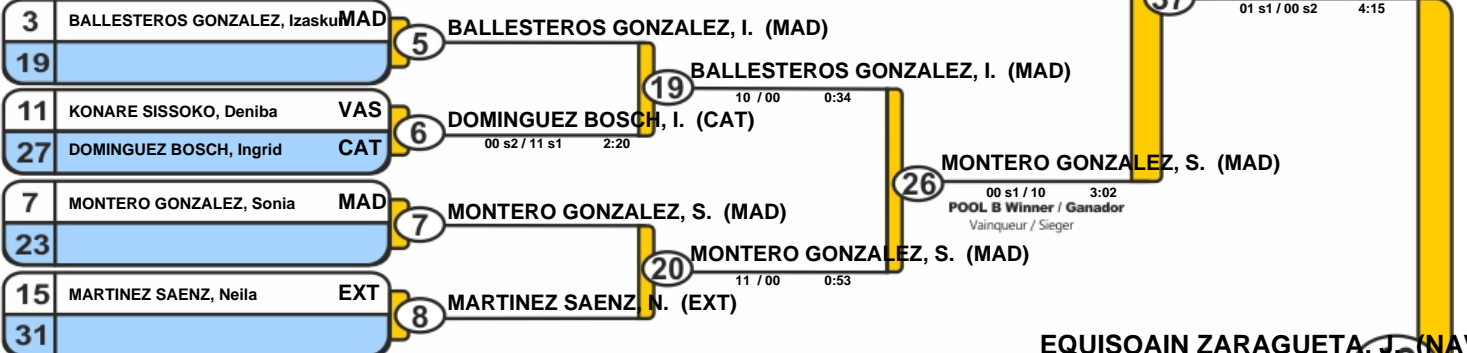 3 BALLESTEROS GONZALEZ, Izaskun MAD
19
5 BALLESTEROS GONZALEZ, I. (MAD)
11 KONARE SISSOKO, Deniba VAS
27 DOMINGUEZ BOSCH, Ingrid CAT
6 DOMINGUEZ BOSCH, I. (CAT)
00 s2 / 11 s1 2:20
19 BALLESTEROS GONZALEZ, I. (MAD)
10 / 00 0:34
7 MONTERO GONZALEZ, Sonia MAD
23
7 MONTERO GONZALEZ, S. (MAD)
15 MARTINEZ SAENZ, Neila EXT
31
8 MARTINEZ SAENZ, N. (EXT)
20 MONTERO GONZALEZ, S. (MAD)
11 / 00 0:53
26 MONTERO GONZALEZ, S. (MAD)
00 s1 / 10 3:02
POOL B Winner / Ganador
Vainqueur / Sieger
37
01 s1 / 00 s2 4:15
EQUISOAIN ZARAGUETA, J. (NAV